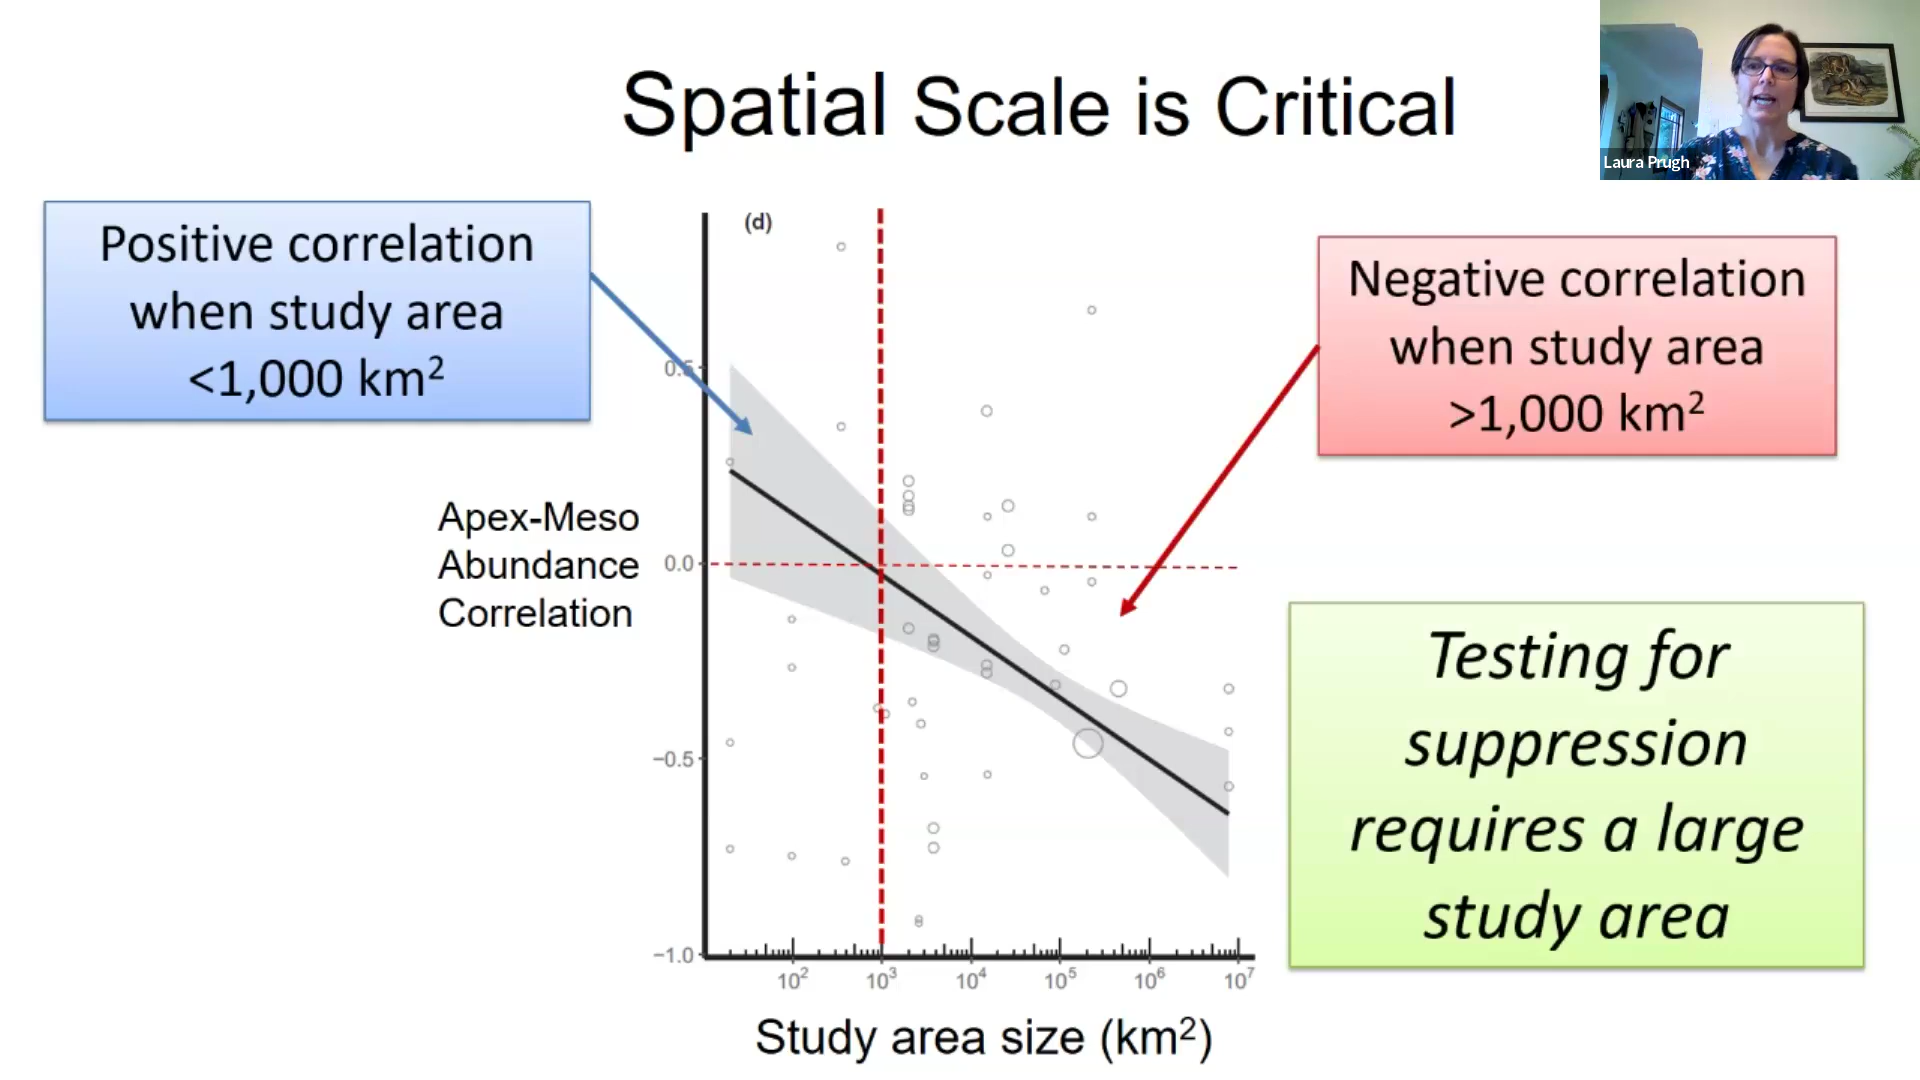 Spatial Scale is Critical
Laura Prugh
Positive correlation
when study area
<1,000 km²
(d)
Negative correlation
when study area
>1,000 km²
Apex-Meso
Abundance
Correlation
0.5
0.0
−0.5
−1.0
10² 10³ 10⁴ 10⁵ 10⁶ 10⁷
Study area size (km²)
Testing for
suppression
requires a large
study area